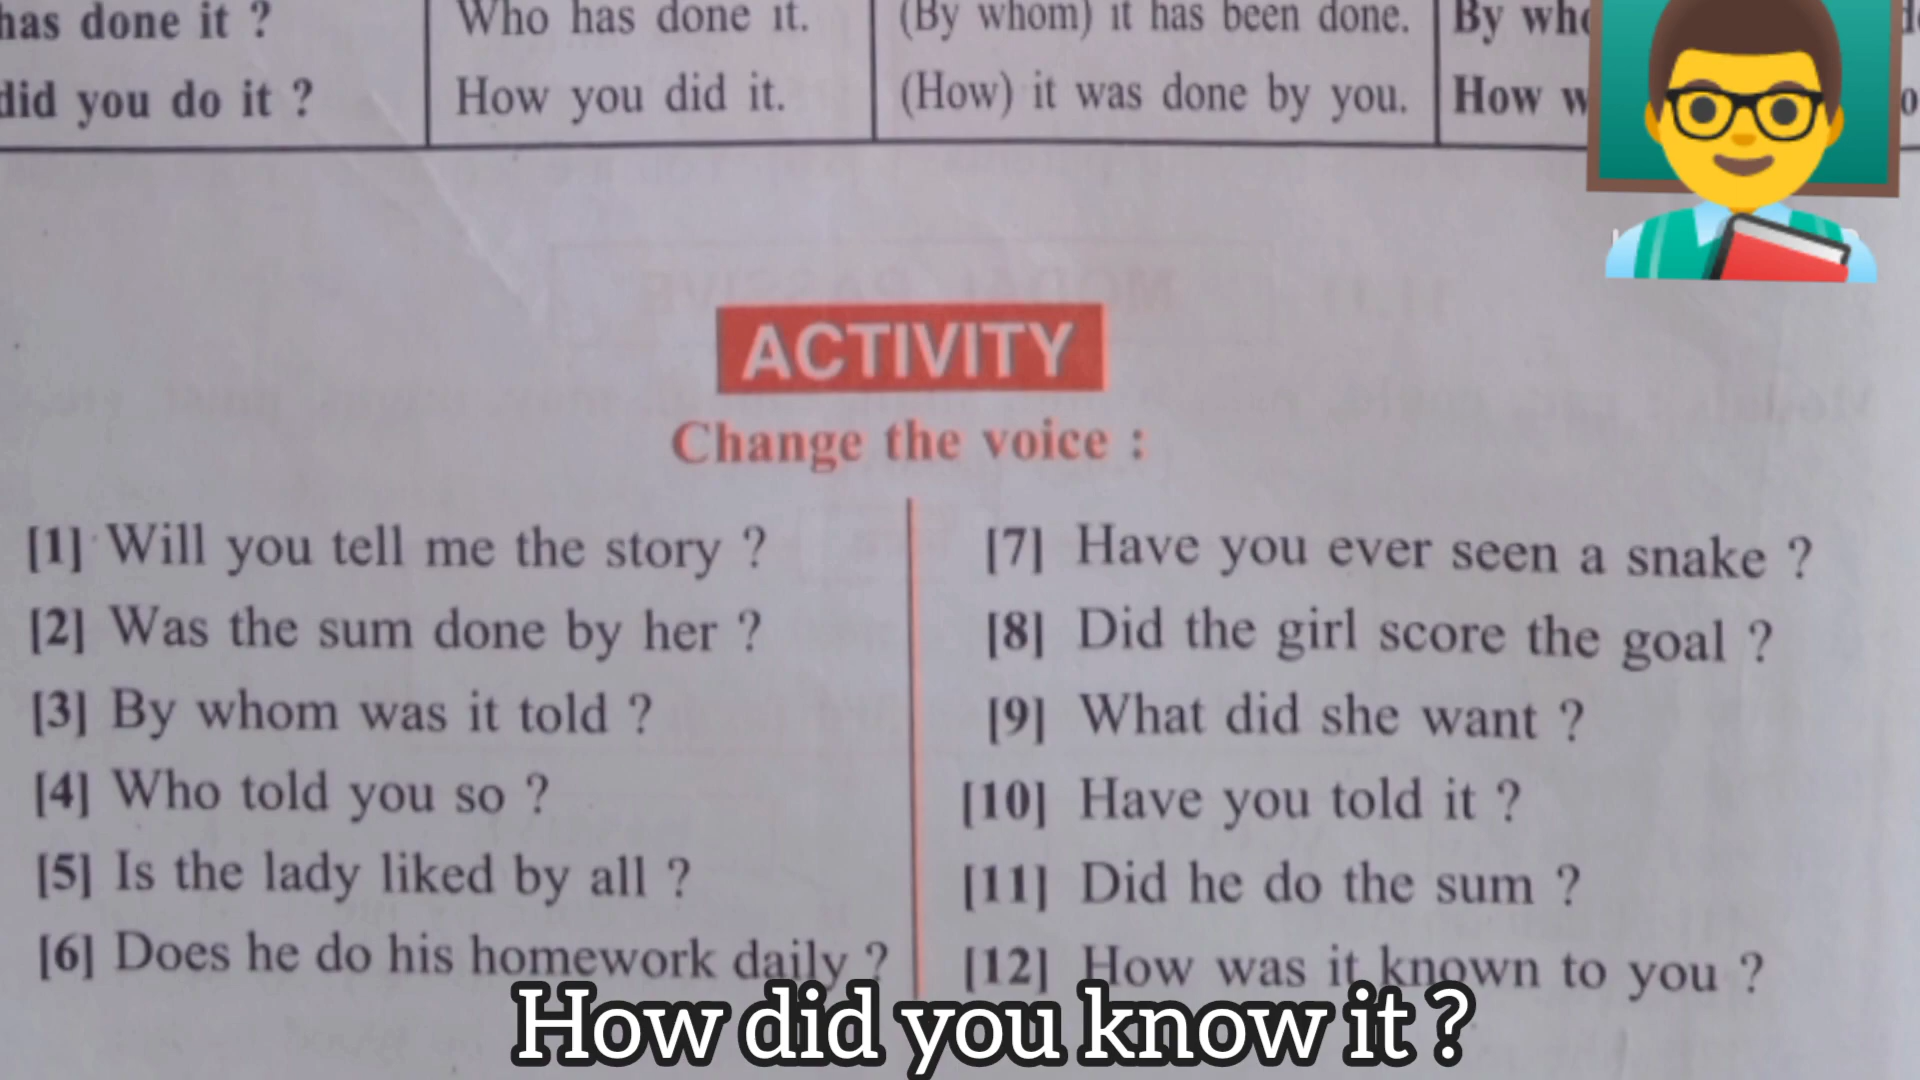 has done it ?
Who has done it.
(By whom) it has been done.
By
did you do it ?
How you did it.
(How) it was done by you.
How
ACTIVITY
Change the voice :
[1] Will you tell me the story ?
[2] Was the sum done by her ?
[3] By whom was it told ?
[4] Who told you so ?
[5] Is the lady liked by all ?
[6] Does he do his homework daily ?
[7] Have you ever seen a snake ?
[8] Did the girl score the goal ?
[9] What did she want ?
[10] Have you told it ?
[11] Did he do the sum ?
[12] How was it known to you ?
How did you know it ?